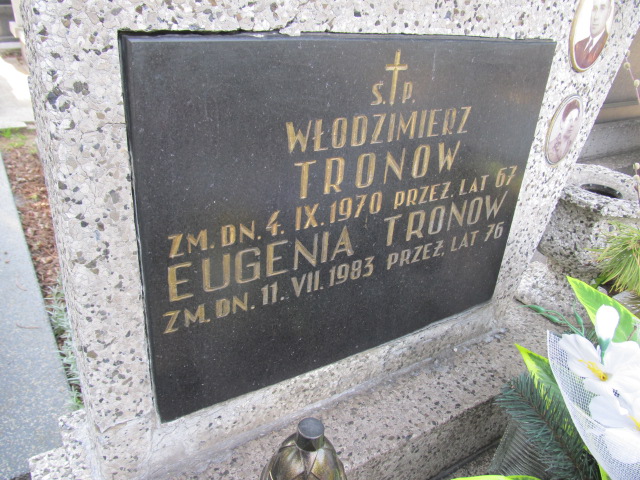 Ś.P.
WŁODZIMIERZ
TRONOW
ZM. DN. 4. IX. 1970 PRZEŻ. LAT 67
EUGENIA TRONOW
ZM. DN. 11. VII. 1983 PRZEŻ. LAT 76